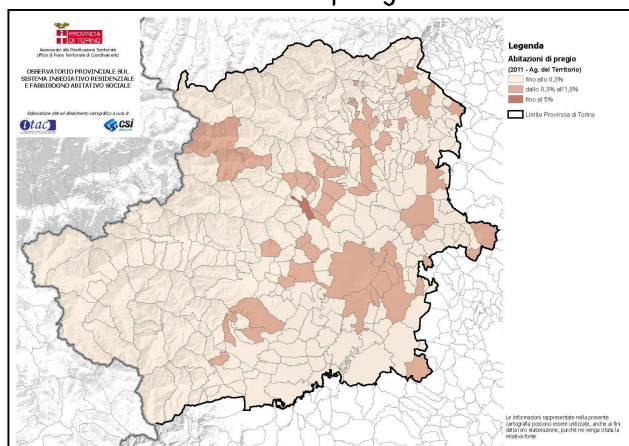 PROVINCIA
DI TORINO
Assessorato alla Pianificazione Territoriale
Ufficio di Piano Territoriale di Coordinamento
OSSERVATORIO PROVINCIALE SUL
SISTEMA INSEDIATIVO RESIDENZIALE
E FABBISOGNO ABITATIVO SOCIALE
Elaborazione dati ed allestimento cartografico a cura di
itac
csi
Legenda
Abitazioni di pregio
(2011 - Ag. del Territorio)
fino allo 0,3%
dallo 0,3% all'1,8%
fino al 5%
Limite Provincia di Torino
Le informazioni rappresentate nella presente
cartografia possono essere utilizzate, anche ai fini
della loro elaborazione, purché ne venga citata la
relativa fonte.